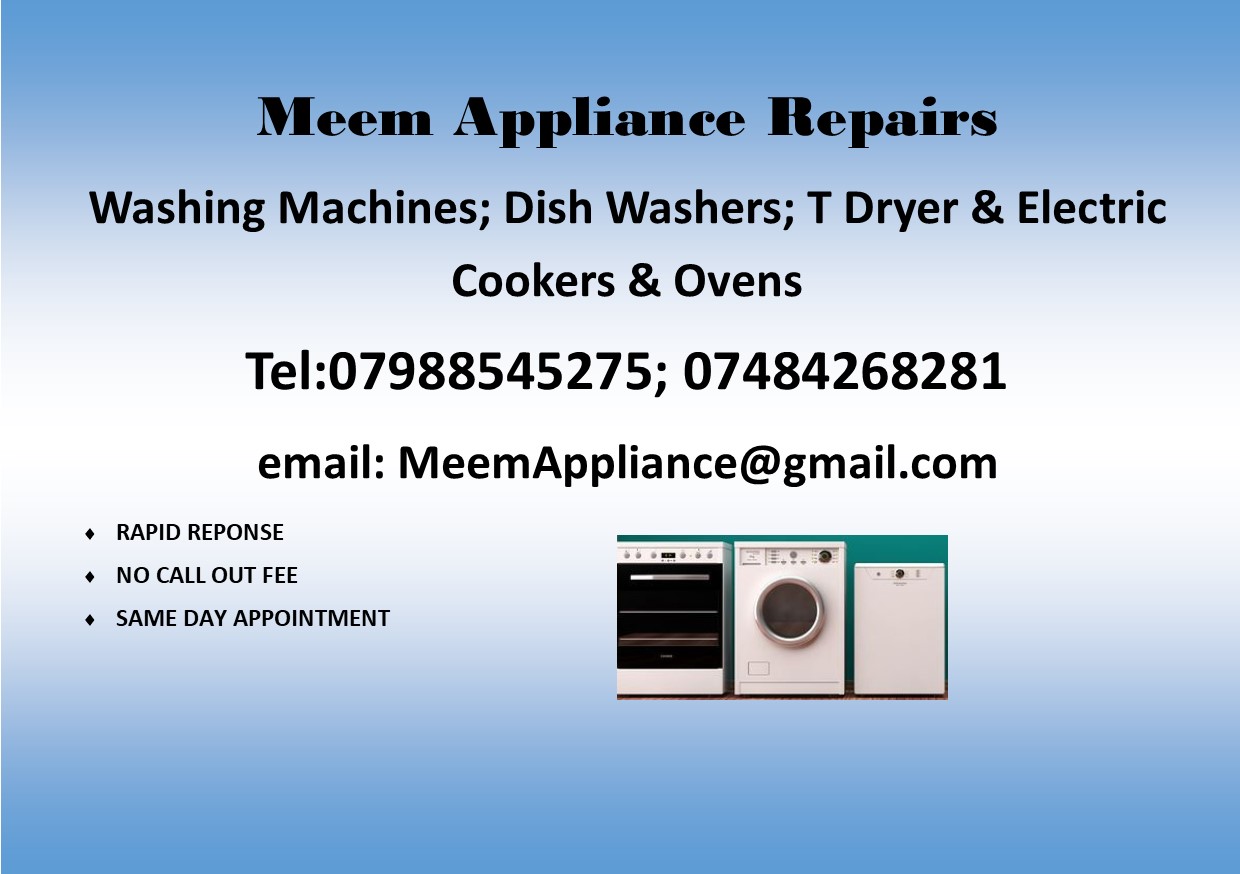 Meem Appliance Repairs
Washing Machines; Dish Washers; T Dryer & Electric
Cookers & Ovens
Tel:07988545275; 07484268281
email: MeemAppliance@gmail.com
RAPID REPONSE
NO CALL OUT FEE
SAME DAY APPOINTMENT